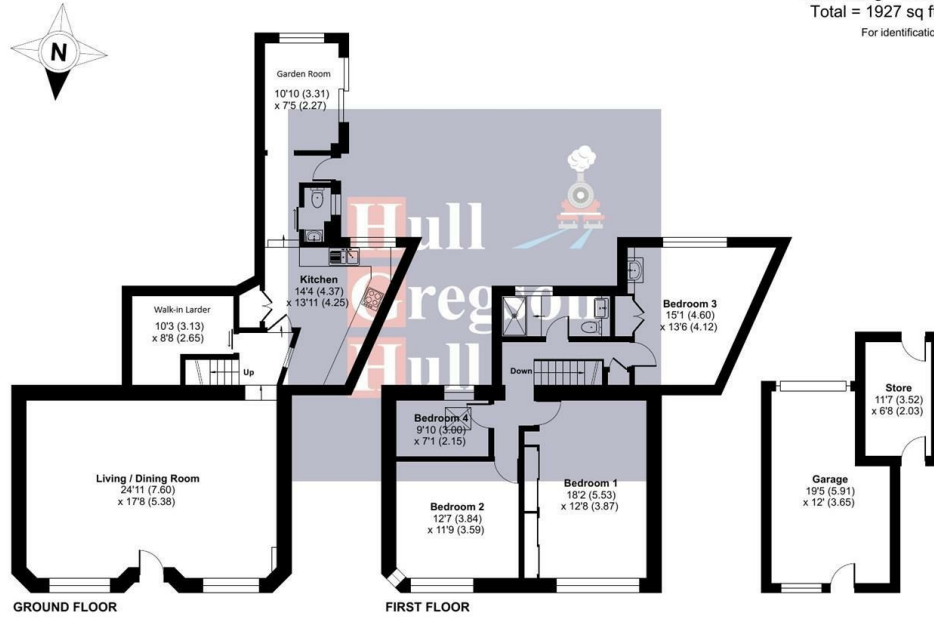 Total = 1927 sq f
For identificatio
N
Garden Room
10'10 (3.31)
x 7'5 (2.27)
Hull
Gregson
Hull
Kitchen
14'4 (4.37)
x 13'11 (4.25)
Walk-in Larder
10'3 (3.13)
x 8'8 (2.65)
Up
Living / Dining Room
24'11 (7.60)
x 17'8 (5.38)
GROUND FLOOR
Bedroom 3
15'1 (4.60)
x 13'6 (4.12)
Down
Bedroom 4
9'10 (3.00)
x 7'1 (2.15)
Bedroom 1
18'2 (5.53)
x 12'8 (3.87)
Bedroom 2
12'7 (3.84)
x 11'9 (3.59)
FIRST FLOOR
Store
11'7 (3.52)
x 6'8 (2.03)
Garage
19'5 (5.91)
x 12' (3.65)